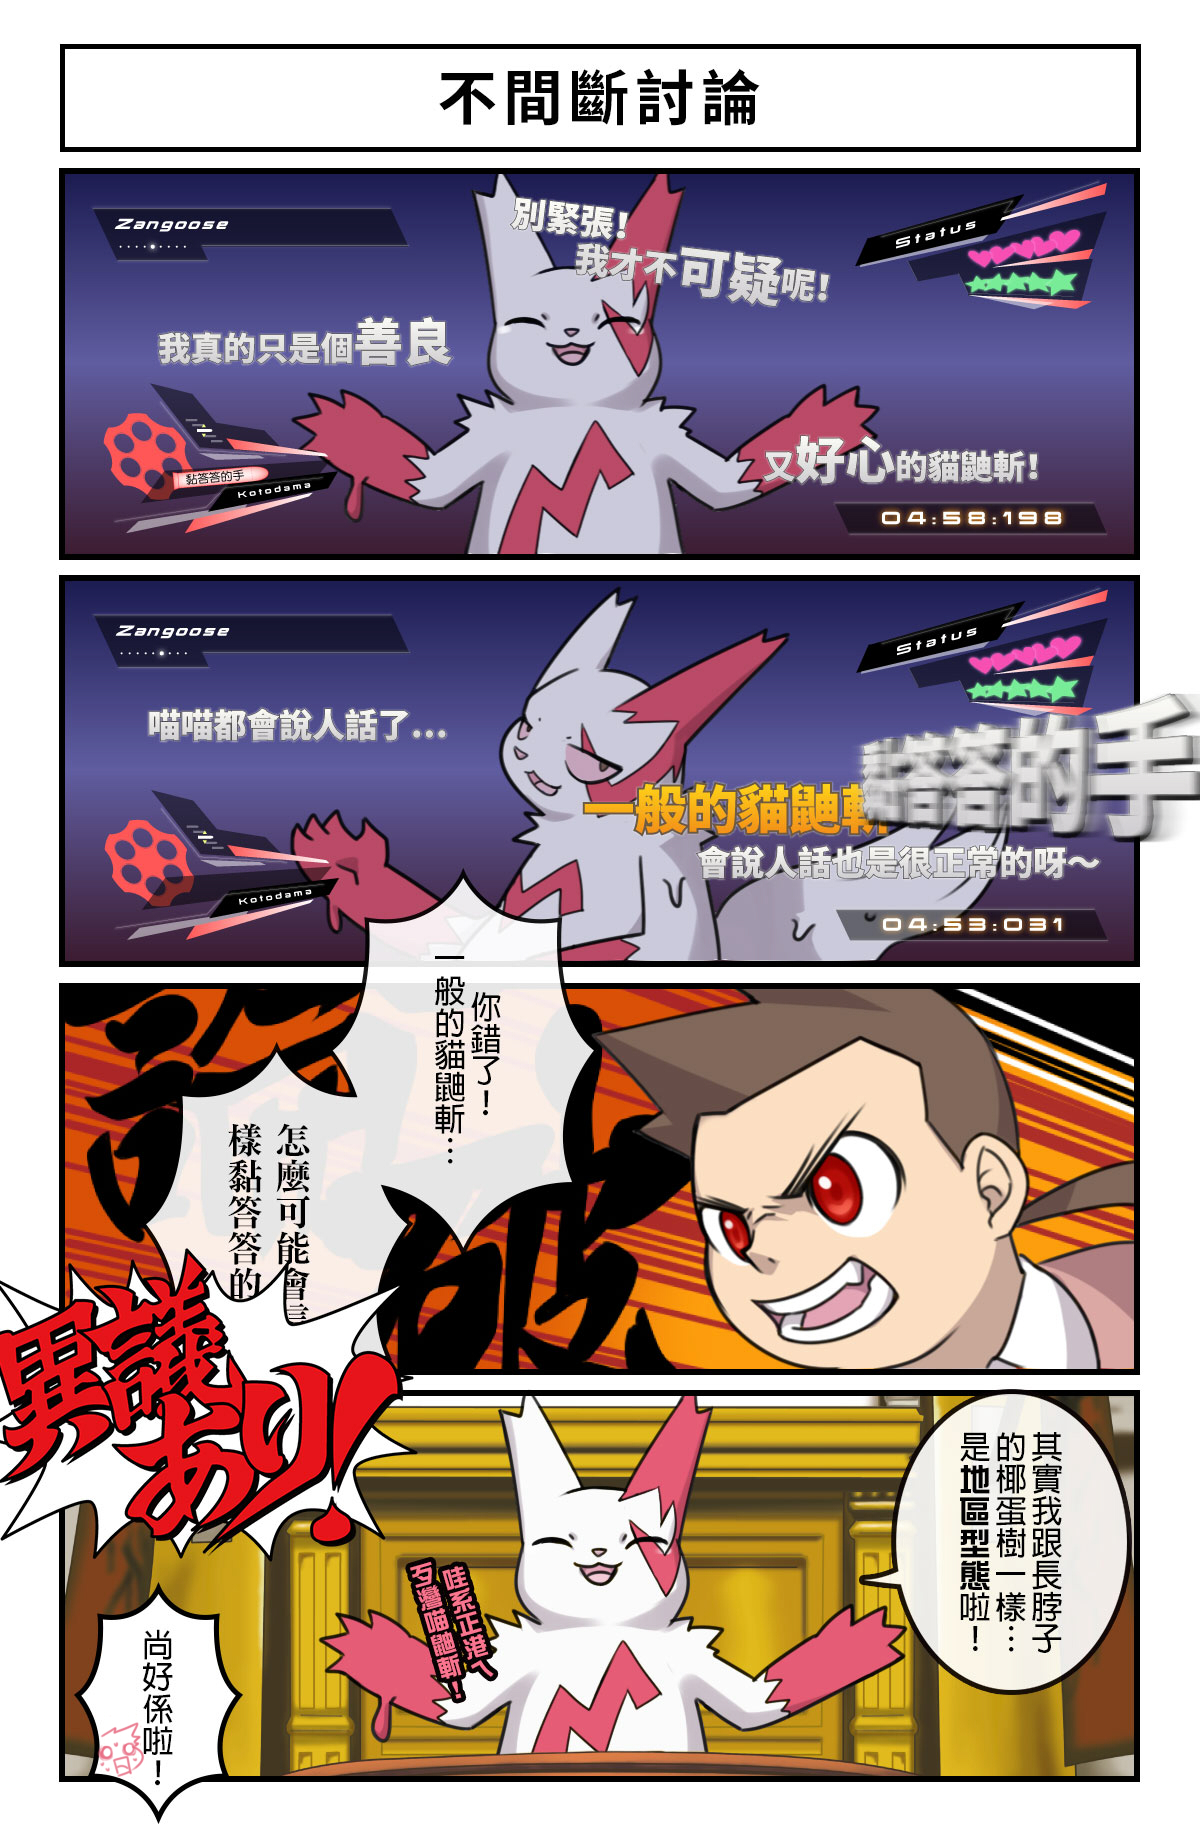 不間斷討論
Zangoose
別緊張!
我才不可疑呢!
Status
我真的只是個善良
黏答答的手
Kotodama
又好心的貓鼬斬!
04:58:198
Zangoose
Status
喵喵都會說人話了...
黏答答的手
一般的貓鼬斬
會說人話也是很正常的呀～
Kotodama
04:53:031
你錯了！
一般的貓鼬斬…
怎麼可能會有
樣黏答答的
異議
あり!
其實我跟長脖子
的椰蛋樹一樣…
是地區型態啦！
哇系正港ㄟ
歹灣喵鼬斬！
尚好係啦！